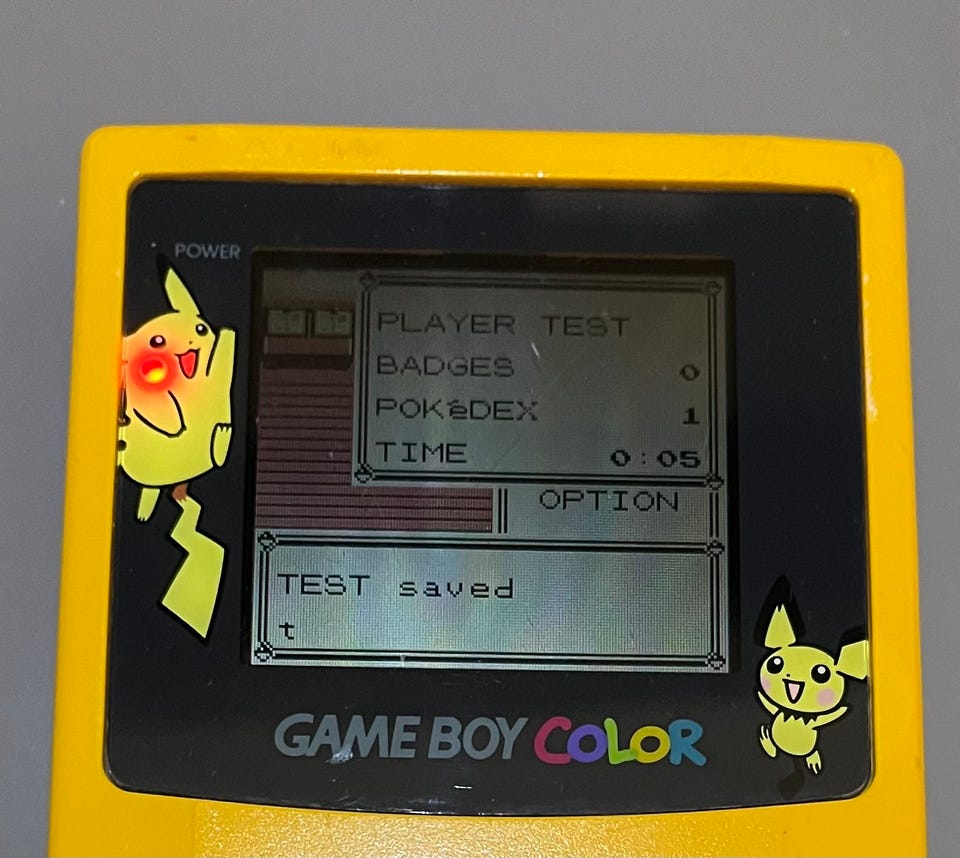 POWER
PLAYER TEST
BADGES 0
POKéDEX 1
TIME 0:05
OPTION
TEST saved
t
GAME BOY COLOR